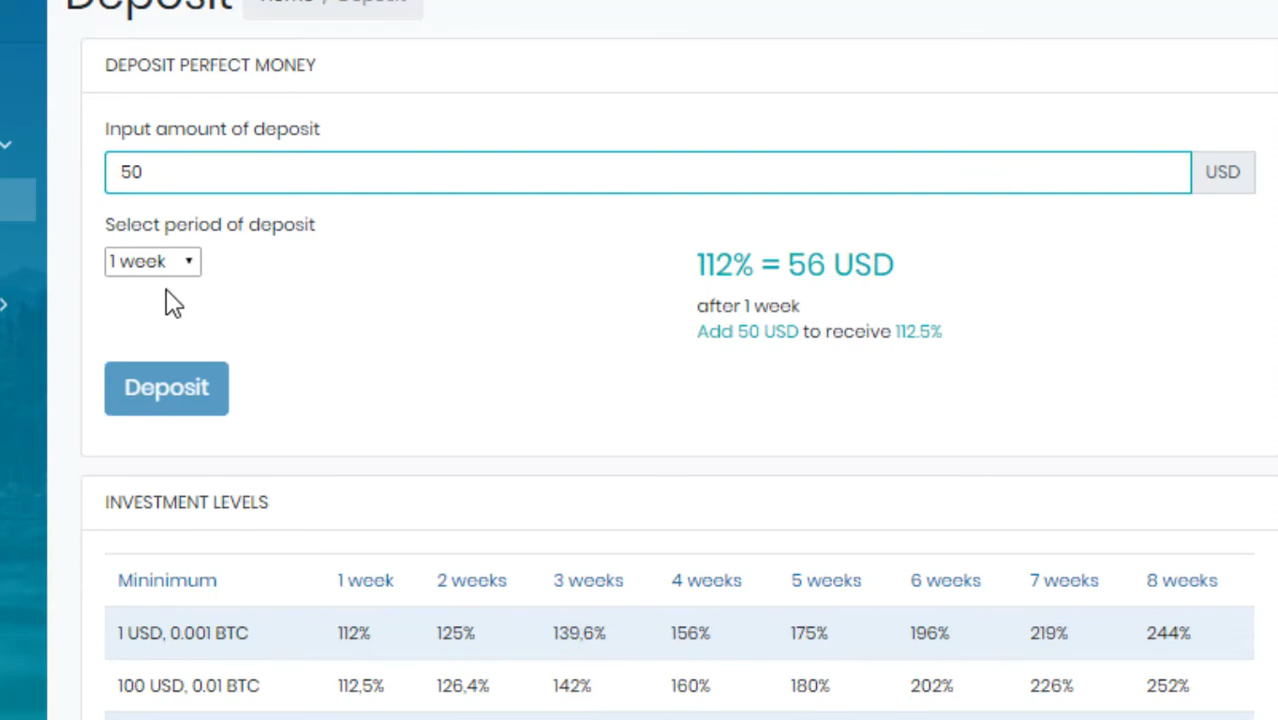 Deposit Home / Deposit
DEPOSIT PERFECT MONEY
Input amount of deposit
50 USD
Select period of deposit
1 week
112% = 56 USD
after 1 week
Add 50 USD to receive 112.5%
Deposit
INVESTMENT LEVELS
Mininimum 1 week 2 weeks 3 weeks 4 weeks 5 weeks 6 weeks 7 weeks 8 weeks
1 USD, 0.001 BTC 112% 125% 139,6% 156% 175% 196% 219% 244%
100 USD, 0.01 BTC 112,5% 126,4% 142% 160% 180% 202% 226% 252%